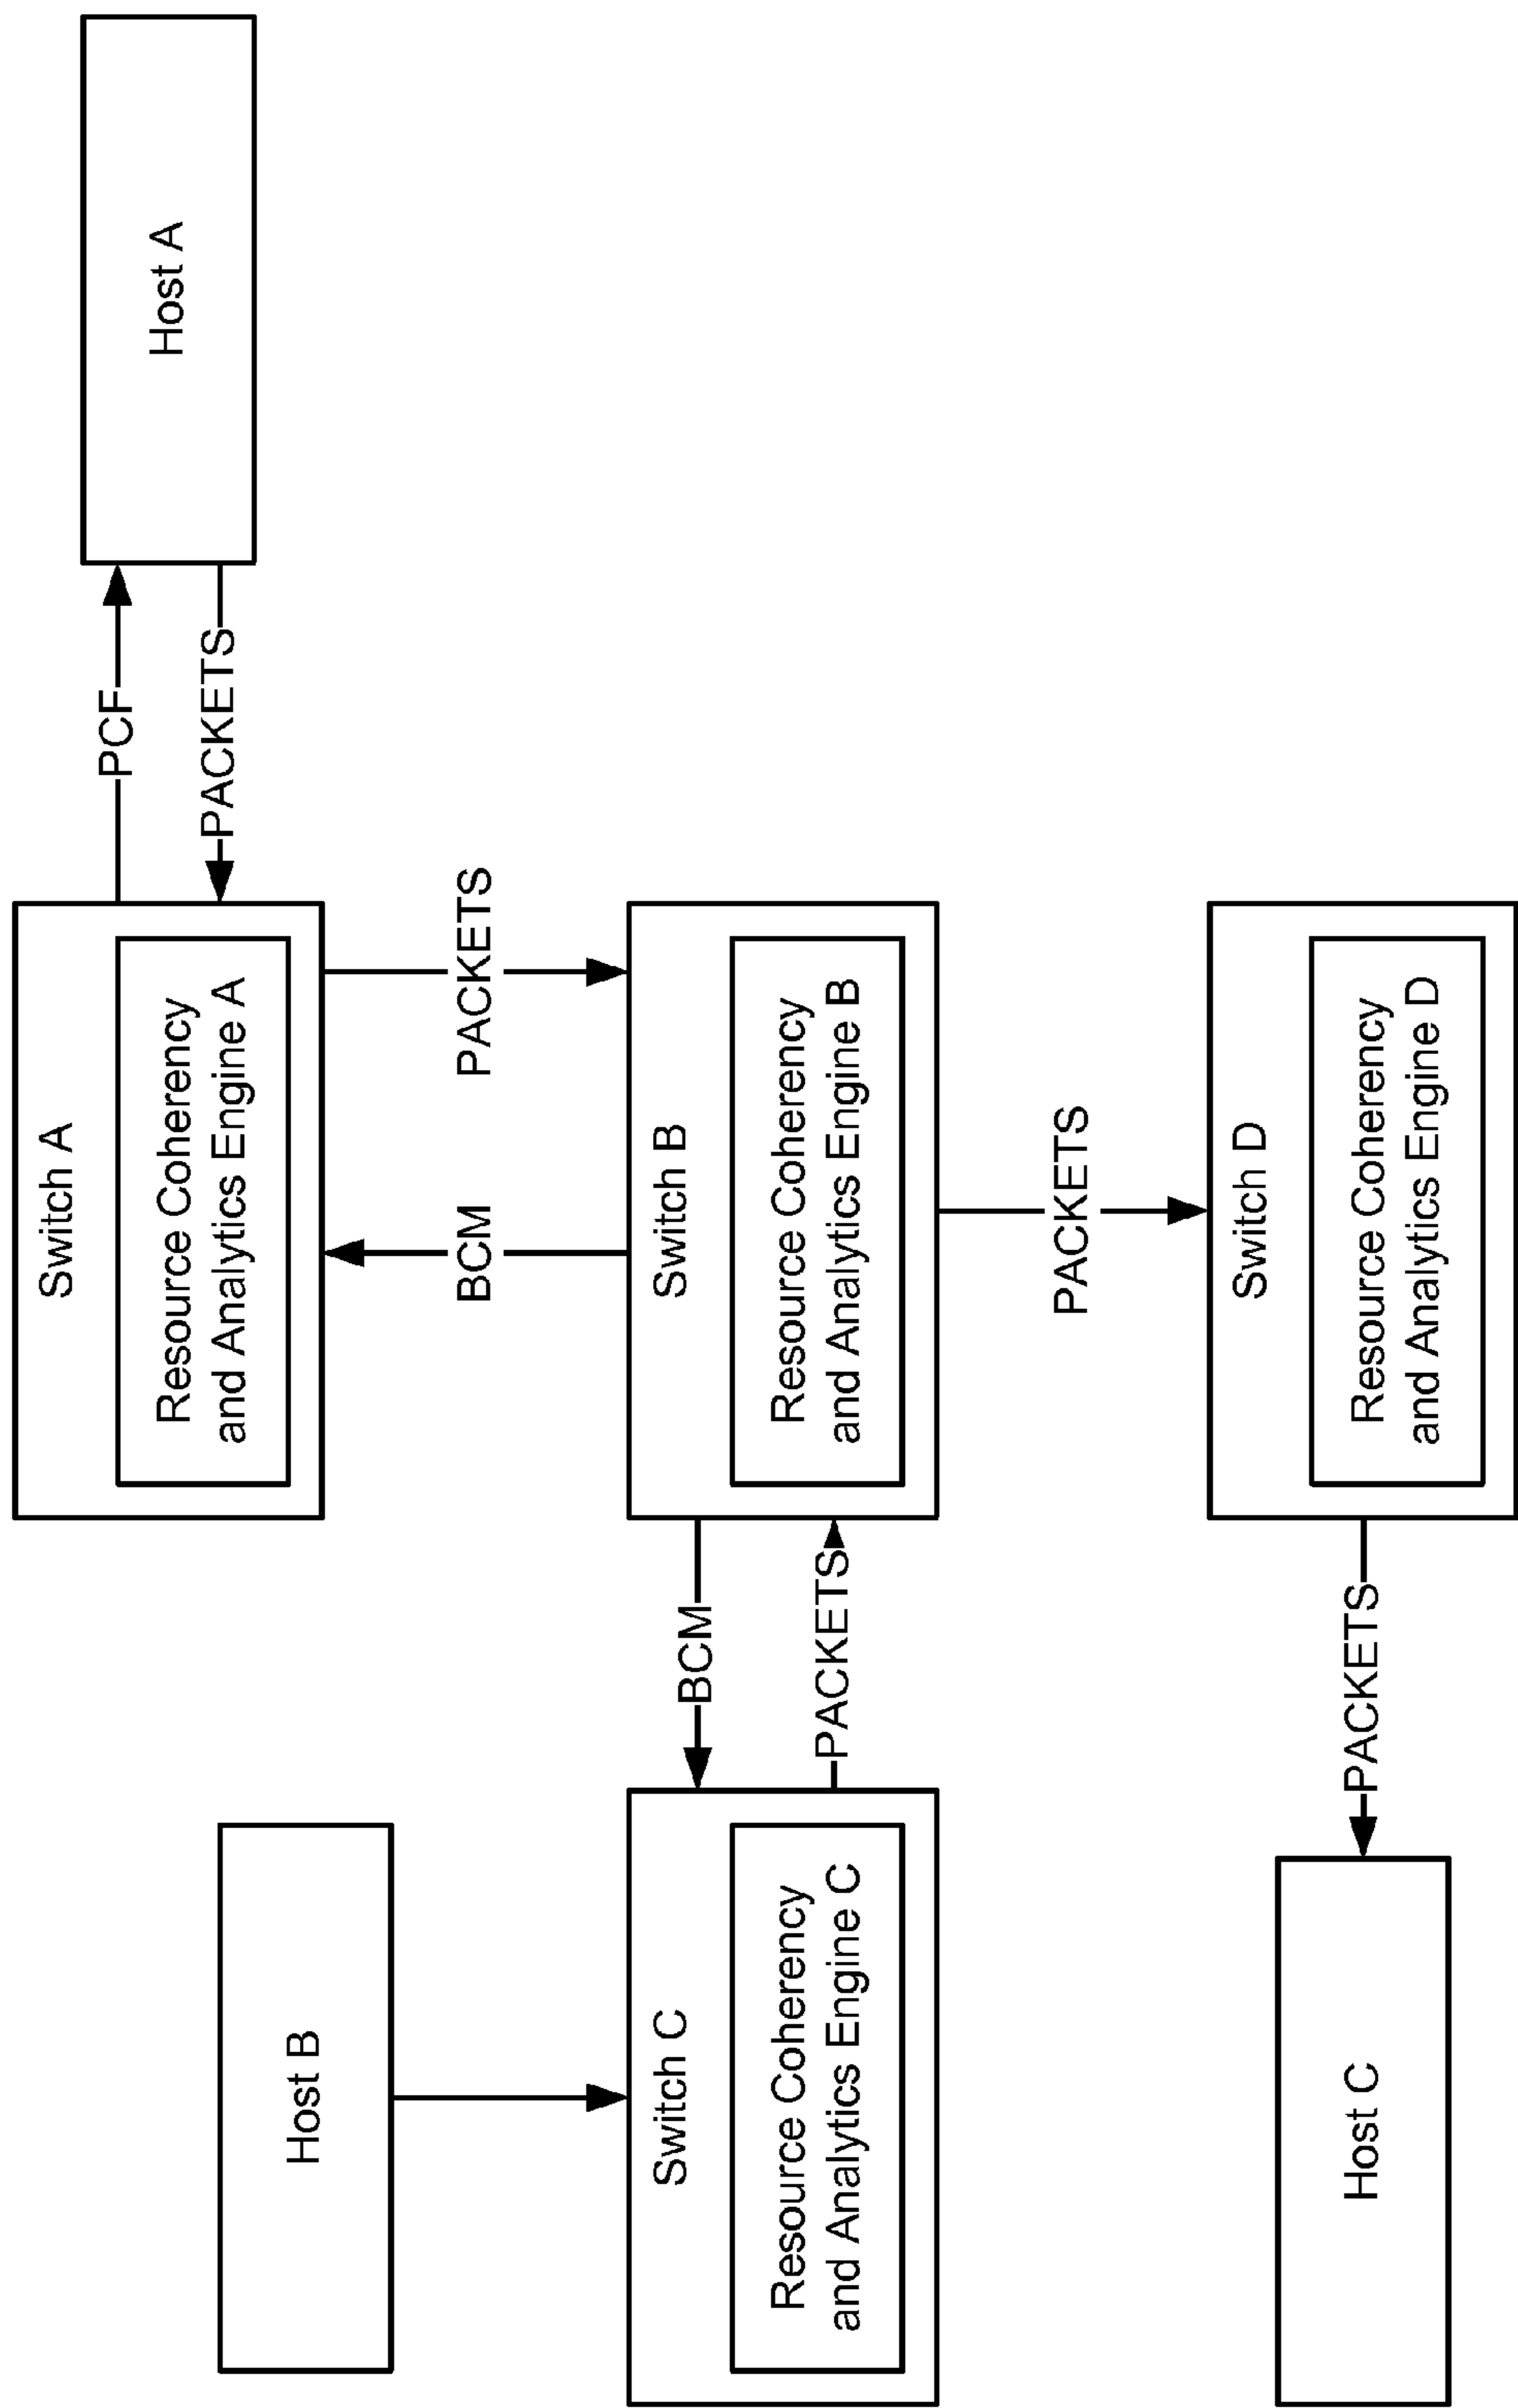 Host A
PCF
PACKETS
Switch A
Resource Coherency
and Analytics Engine A
PACKETS
BCM
Switch B
Resource Coherency
and Analytics Engine B
PACKETS
Switch D
Resource Coherency
and Analytics Engine D
BCM
PACKETS
PACKETS
Host B
Switch C
Resource Coherency
and Analytics Engine C
Host C